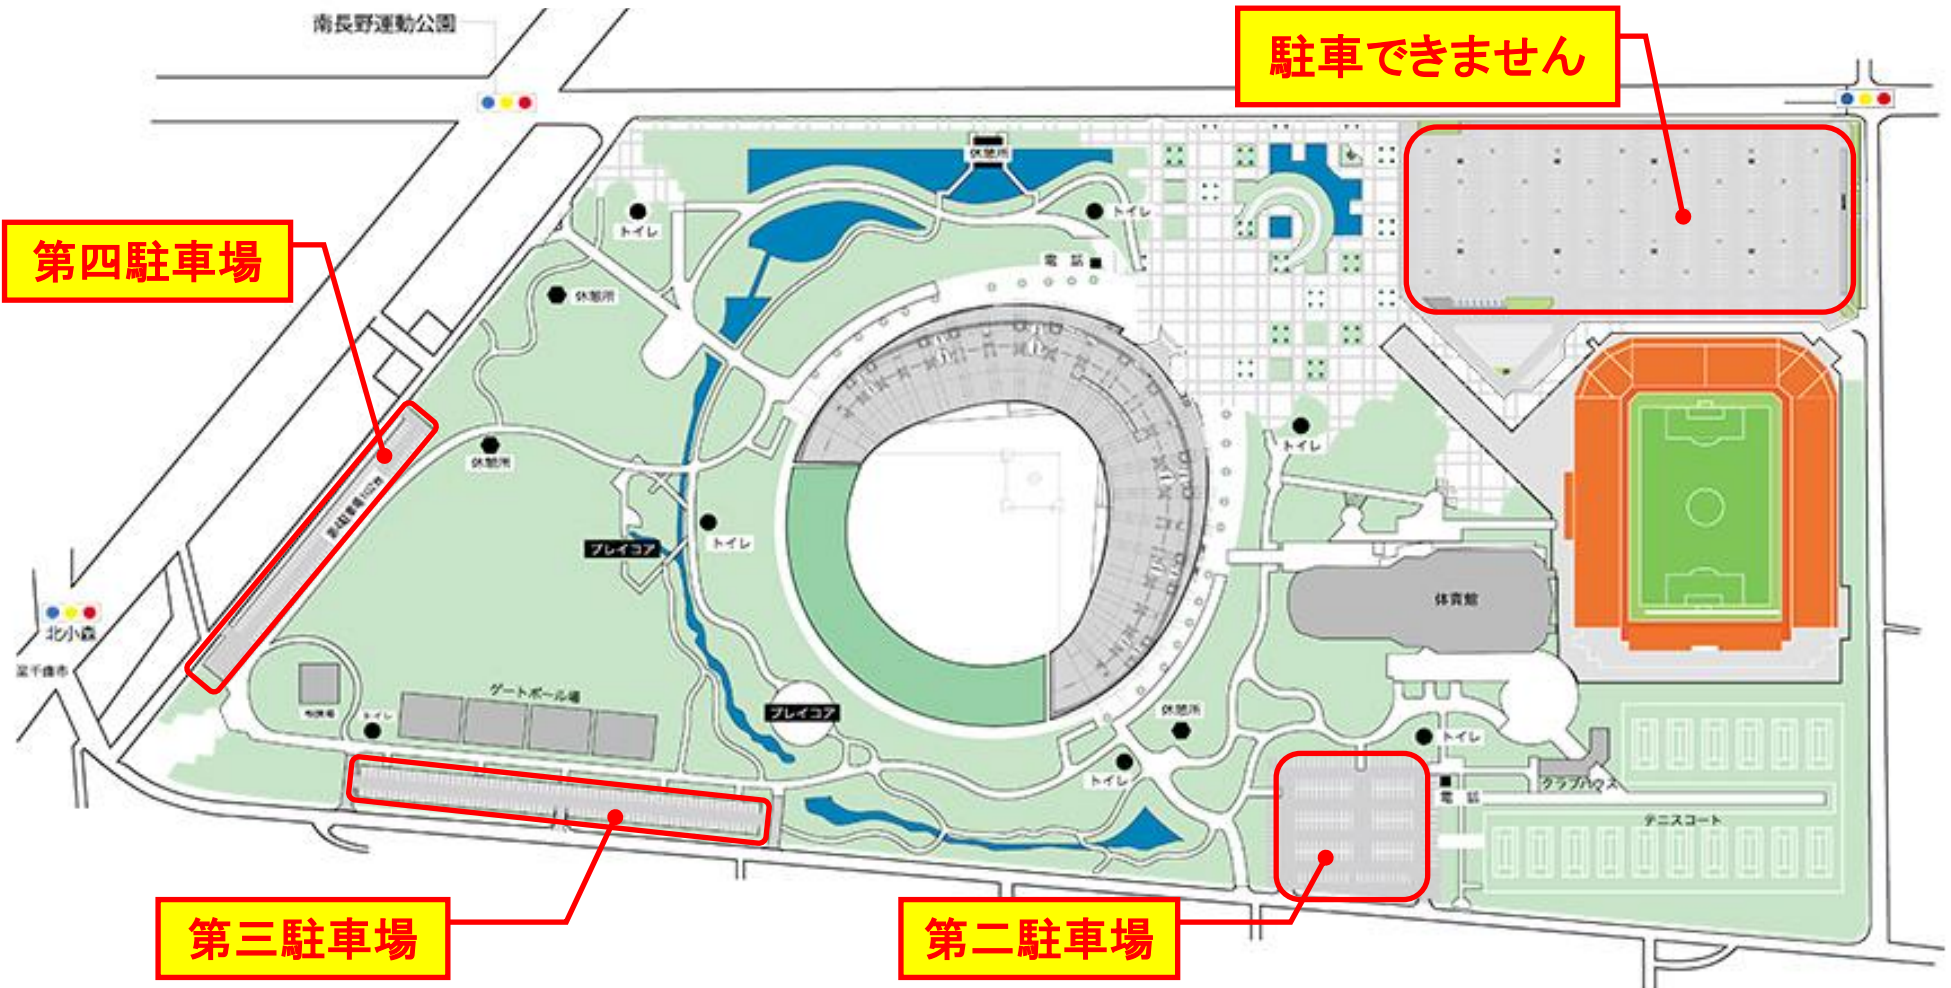 南長野運動公園
駐車できません
休憩所
トイレ
トイレ
第四駐車場
電話
休憩所
トイレ
休憩所
トイレ
プレイコア
体育館
北小森
至千曲市
ゲートボール場
プレイコア
休憩所
トイレ
トイレ
トイレ
クラブハウス
電話
テニスコート
第三駐車場
第二駐車場